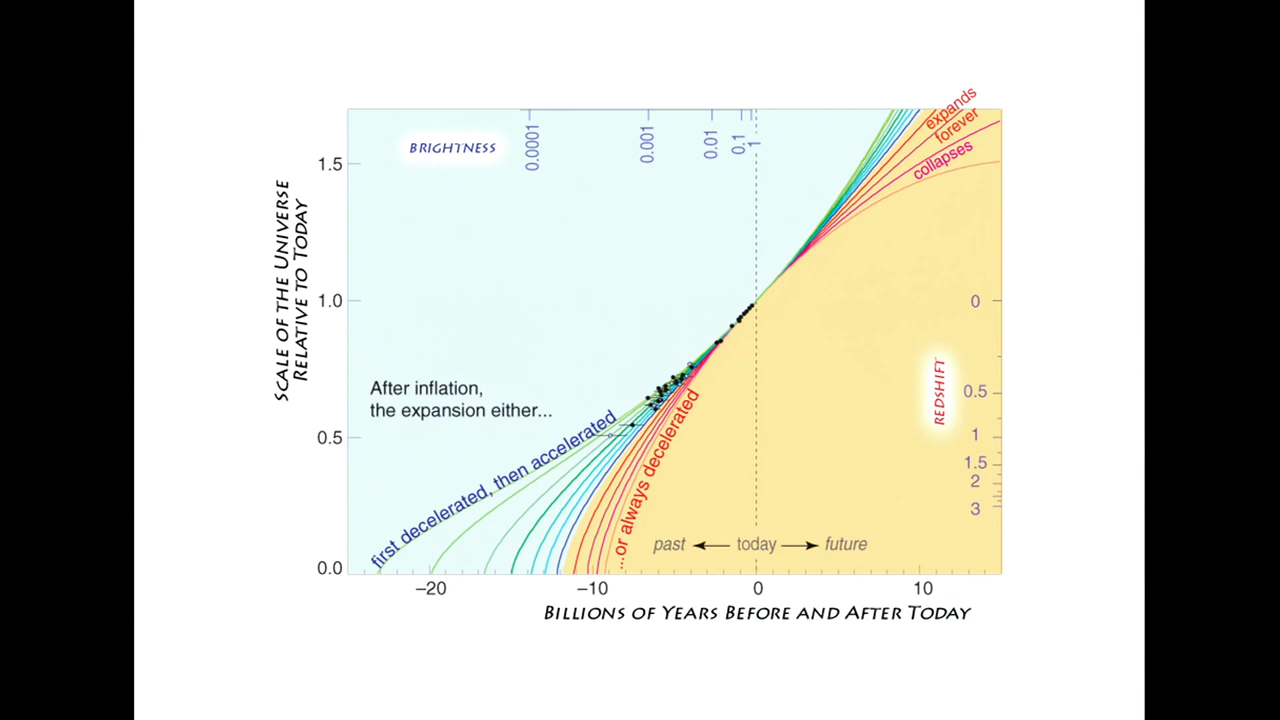 BRIGHTNESS
0.0001
0.001
0.01
0.1
1
expands
forever
collapses
SCALE OF THE UNIVERSE
RELATIVE TO TODAY
1.5
1.0
0.5
0.0
After inflation,
the expansion either...
first decelerated, then accelerated
...or always decelerated
REDSHIFT
0
0.5
1
1.5
2
3
past today future
−20
−10
0
10
BILLIONS OF YEARS BEFORE AND AFTER TODAY